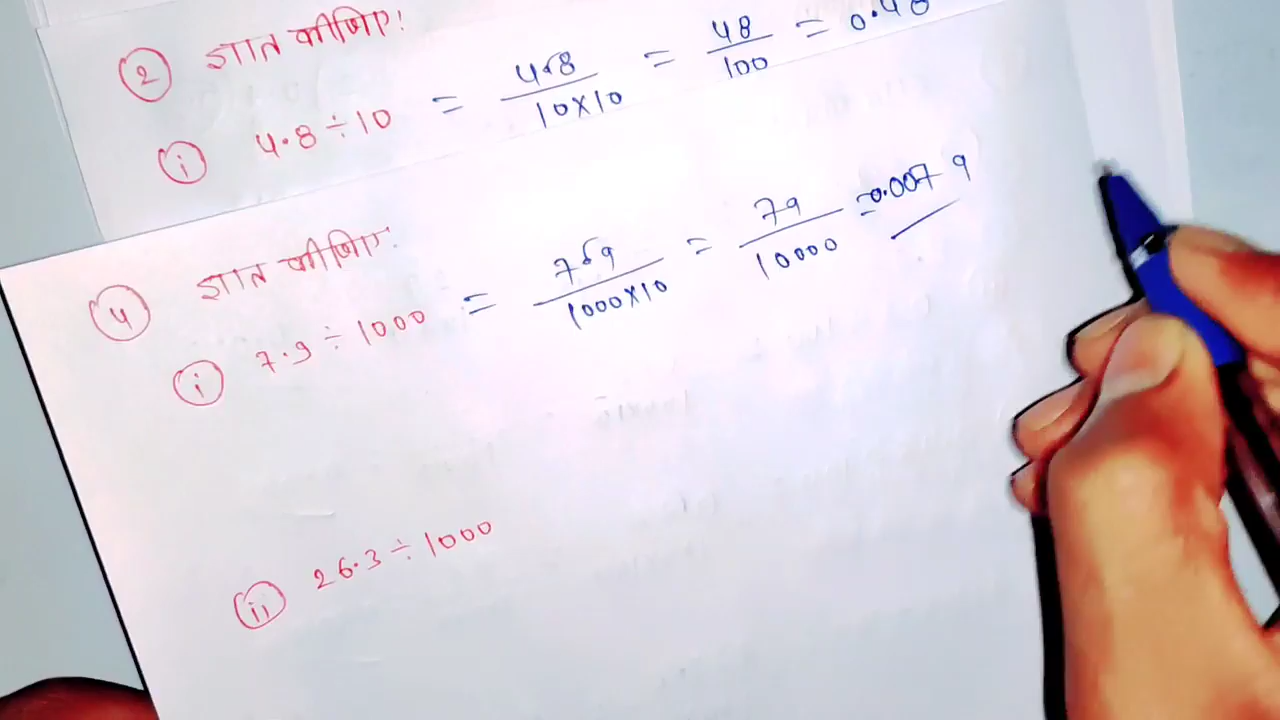 2 ज्ञात कीजिए!
i 4.8 ÷ 10 = 4.8 / 10×10 = 48 / 100 = 0.48
4 ज्ञात कीजिए
i 7.9 ÷ 1000 = 7.9 / 1000×10 = 79 / 10000 = 0.0079
ii 26.3 ÷ 1000